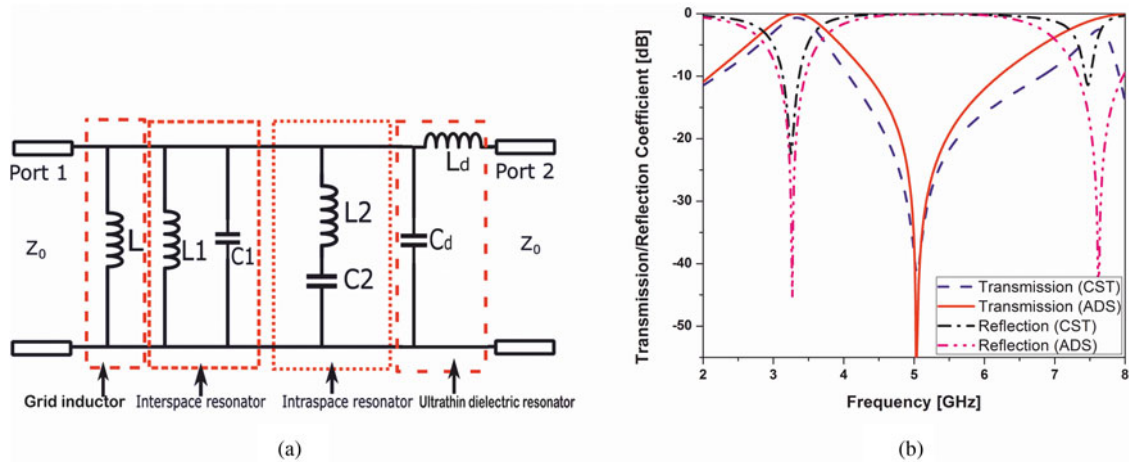 Port 1
Z₀
L
L1
C1
L2
C2
Cd
Ld
Port 2
Z₀
Grid inductor
Interspace resonator
Intraspace resonator
Ultrathin dielectric resonator
(a)
Transmission/Reflection Coefficient [dB]
0
-10
-20
-30
-40
-50
Transmission (CST)
Transmission (ADS)
Reflection (CST)
Reflection (ADS)
2 3 4 5 6 7 8
Frequency [GHz]
(b)